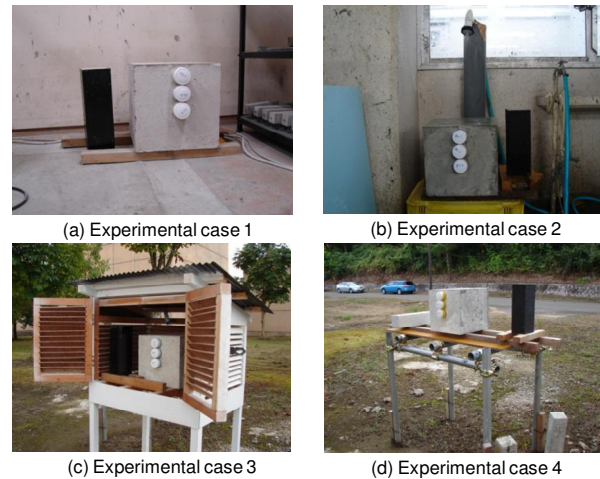 (a) Experimental case 1
(b) Experimental case 2
(c) Experimental case 3
(d) Experimental case 4